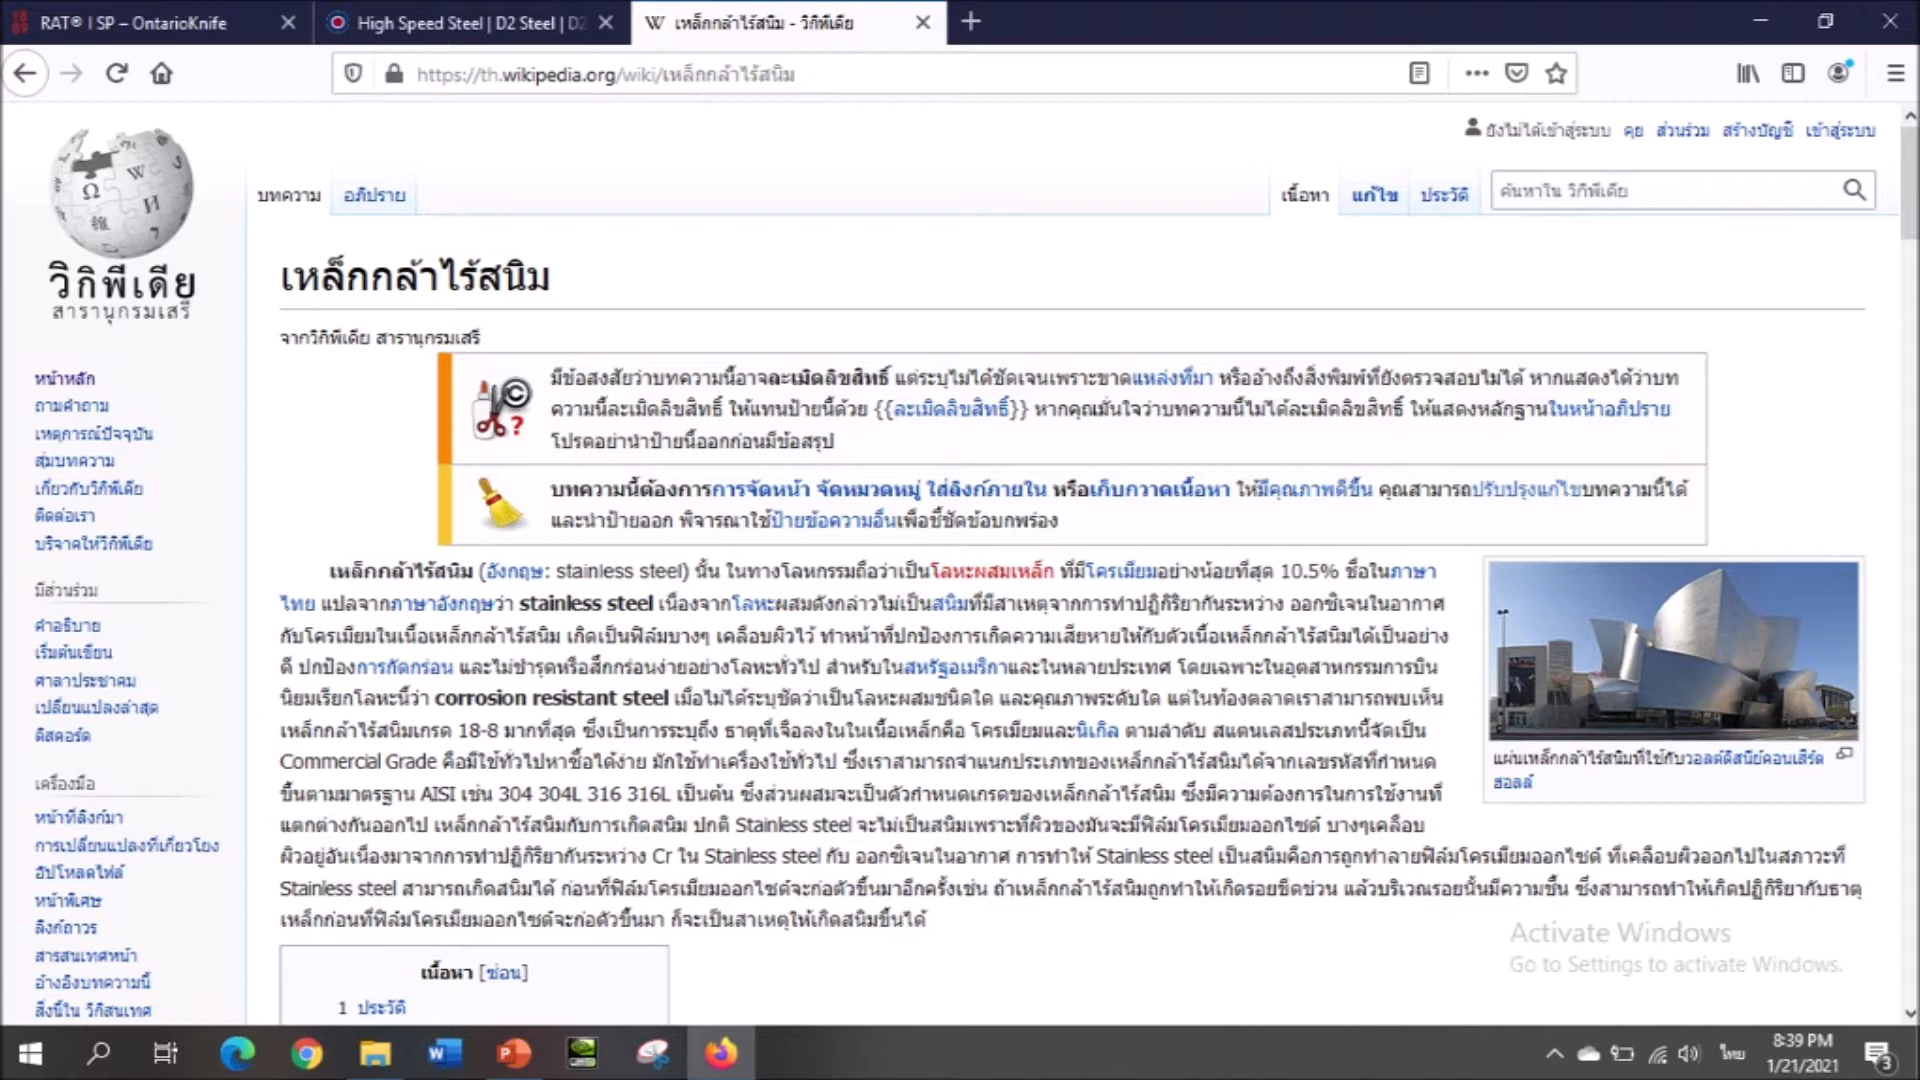 RAT® I SP – OntarioKnife
High Speed Steel | D2 Steel | D2
เหล็กกล้าไร้สนิม - วิกิพีเดีย
https://th.wikipedia.org/wiki/เหล็กกล้าไร้สนิม
ยังไม่ได้เข้าสู่ระบบ คุย ส่วนร่วม สร้างบัญชี เข้าสู่ระบบ
บทความ อภิปราย
เนื้อหา แก้ไข ประวัติ ค้นหาใน วิกิพีเดีย
วิกิพีเดีย
สารานุกรมเสรี
หน้าหลัก
ถามคำถาม
เหตุการณ์ปัจจุบัน
สุ่มบทความ
เกี่ยวกับวิกิพีเดีย
ติดต่อเรา
บริจาคให้วิกิพีเดีย
มีส่วนร่วม
คำอธิบาย
เริ่มต้นเขียน
ศาลาประชาคม
เปลี่ยนแปลงล่าสุด
ดิสคอร์ด
เครื่องมือ
หน้าที่ลิงก์มา
การเปลี่ยนแปลงที่เกี่ยวโยง
อัปโหลดไฟล์
หน้าพิเศษ
ลิงก์ถาวร
สารสนเทศหน้า
อ้างอิงบทความนี้
สิ่งนี้ใน วิกิสนเทศ
เหล็กกล้าไร้สนิม
จากวิกิพีเดีย สารานุกรมเสรี
มีข้อสงสัยว่าบทความนี้อาจละเมิดลิขสิทธิ์ แต่ระบุไม่ได้ชัดเจนเพราะขาดแหล่งที่มา หรืออ้างถึงสิ่งพิมพ์ที่ยังตรวจสอบไม่ได้ หากแสดงได้ว่าบท
ความนี้ละเมิดลิขสิทธิ์ ให้แทนป้ายนี้ด้วย {{ละเมิดลิขสิทธิ์}} หากคุณมั่นใจว่าบทความนี้ไม่ได้ละเมิดลิขสิทธิ์ ให้แสดงหลักฐานในหน้าอภิปราย
โปรดอย่านำป้ายนี้ออกก่อนมีข้อสรุป
บทความนี้ต้องการการจัดหน้า จัดหมวดหมู่ ใส่ลิงก์ภายใน หรือเก็บกวาดเนื้อหา ให้มีคุณภาพดีขึ้น คุณสามารถปรับปรุงแก้ไขบทความนี้ได้
และนำป้ายออก พิจารณาใช้ป้ายข้อความอื่นเพื่อชี้ชัดข้อบกพร่อง
เหล็กกล้าไร้สนิม (อังกฤษ: stainless steel) นั้น ในทางโลหกรรมถือว่าเป็นโลหะผสมเหล็ก ที่มีโครเมียมอย่างน้อยที่สุด 10.5% ชื่อในภาษา
ไทย แปลจากภาษาอังกฤษว่า stainless steel เนื่องจากโลหะผสมดังกล่าวไม่เป็นสนิมที่มีสาเหตุจากการทำปฏิกิริยากันระหว่าง ออกซิเจนในอากาศ
กับโครเมียมในเนื้อเหล็กกล้าไร้สนิม เกิดเป็นฟิล์มบางๆ เคลือบผิวไว้ ทำหน้าที่ปกป้องการเกิดความเสียหายให้กับตัวเนื้อเหล็กกล้าไร้สนิมได้เป็นอย่าง
ดี ปกป้องการกัดกร่อน และไม่ชำรุดหรือสึกกร่อนง่ายอย่างโลหะทั่วไป สำหรับในสหรัฐอเมริกาและในหลายประเทศ โดยเฉพาะในอุตสาหกรรมการบิน
นิยมเรียกโลหะนี้ว่า corrosion resistant steel เมื่อไม่ได้ระบุชัดว่าเป็นโลหะผสมชนิดใด และคุณภาพระดับใด แต่ในท้องตลาดเราสามารถพบเห็น
เหล็กกล้าไร้สนิมเกรด 18-8 มากที่สุด ซึ่งเป็นการระบุถึง ธาตุที่เจือลงในในเนื้อเหล็กคือ โครเมียมและนิเกิล ตามลำดับ สแตนเลสประเภทนี้จัดเป็น
Commercial Grade คือมีใช้ทั่วไปหาซื้อได้ง่าย มักใช้ทำเครื่องใช้ทั่วไป ซึ่งเราสามารถจำแนกประเภทของเหล็กกล้าไร้สนิมได้จากเลขรหัสที่กำหนด
ขึ้นตามมาตรฐาน AISI เช่น 304 304L 316 316L เป็นต้น ซึ่งส่วนผสมจะเป็นตัวกำหนดเกรดของเหล็กกล้าไร้สนิม ซึ่งมีความต้องการในการใช้งานที่
แตกต่างกันออกไป เหล็กกล้าไร้สนิมกับการเกิดสนิม ปกติ Stainless steel จะไม่เป็นสนิมเพราะที่ผิวของมันจะมีฟิล์มโครเมียมออกไซด์ บางๆเคลือบ
ผิวอยู่อันเนื่องมาจากการทำปฏิกิริยากันระหว่าง Cr ใน Stainless steel กับ ออกซิเจนในอากาศ การทำให้ Stainless steel เป็นสนิมคือการถูกทำลายฟิล์มโครเมียมออกไซด์ ที่เคลือบผิวออกไปในสภาวะที่
Stainless steel สามารถเกิดสนิมได้ ก่อนที่ฟิล์มโครเมียมออกไซด์จะก่อตัวขึ้นมาอีกครั้งเช่น ถ้าเหล็กกล้าไร้สนิมถูกทำให้เกิดรอยขีดข่วน แล้วบริเวณรอยนั้นมีความชื้น ซึ่งสามารถทำให้เกิดปฏิกิริยากับธาตุ
เหล็กก่อนที่ฟิล์มโครเมียมออกไซด์จะก่อตัวขึ้นมา ก็จะเป็นสาเหตุให้เกิดสนิมขึ้นได้
แผ่นเหล็กกล้าไร้สนิมที่ใช้กับวอลต์ดิสนีย์คอนเสิร์ต
ฮอลล์
เนื้อหา [ซ่อน]
1 ประวัติ
Activate Windows
Go to Settings to activate Windows.
ไทย
8:39 PM
1/21/2021
3